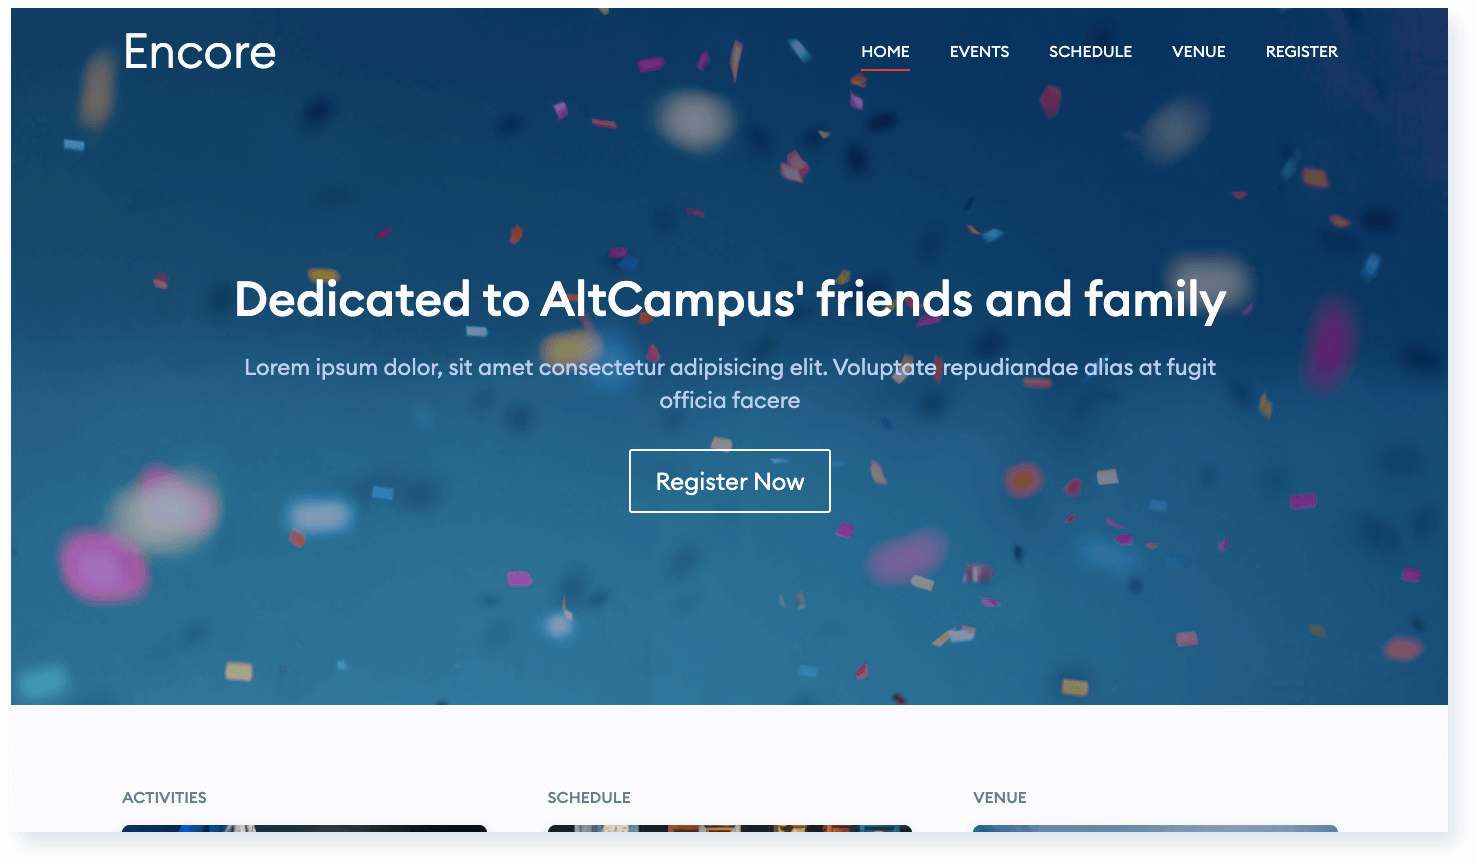 Encore
HOME EVENTS SCHEDULE VENUE REGISTER
Dedicated to AltCampus' friends and family
Lorem ipsum dolor, sit amet consectetur adipisicing elit. Voluptate repudiandae alias at fugit
officia facere
Register Now
ACTIVITIES SCHEDULE VENUE